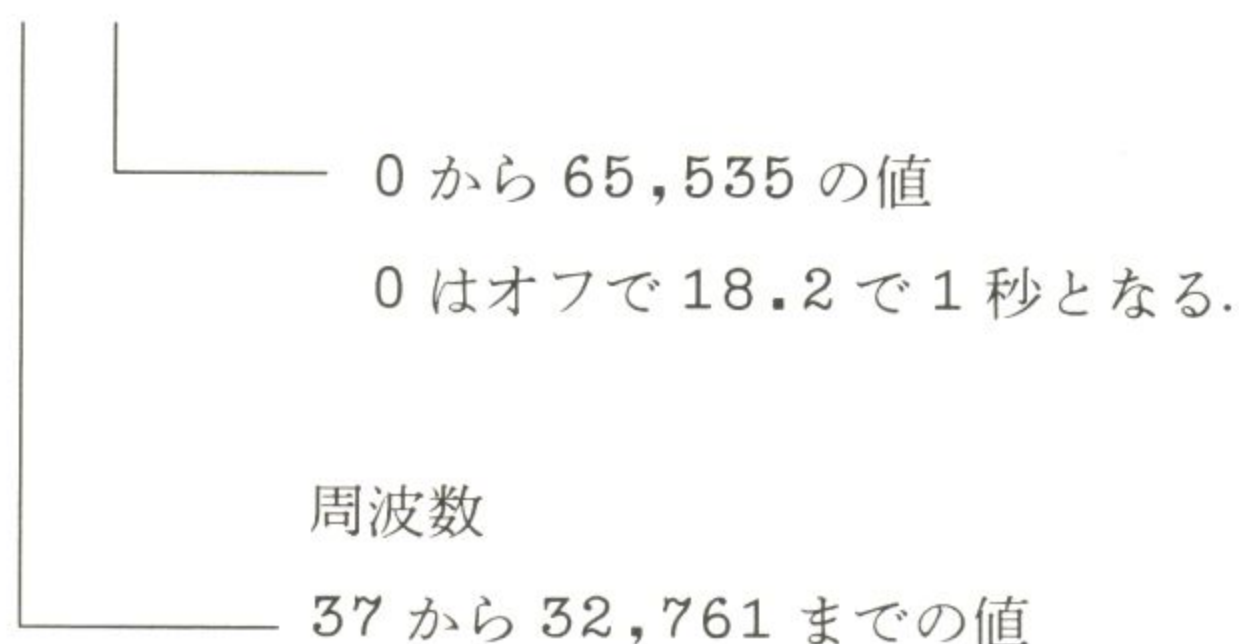 0 から 65,535 の値
0 はオフで 18.2 で 1 秒となる.
周波数
37 から 32,761 までの値